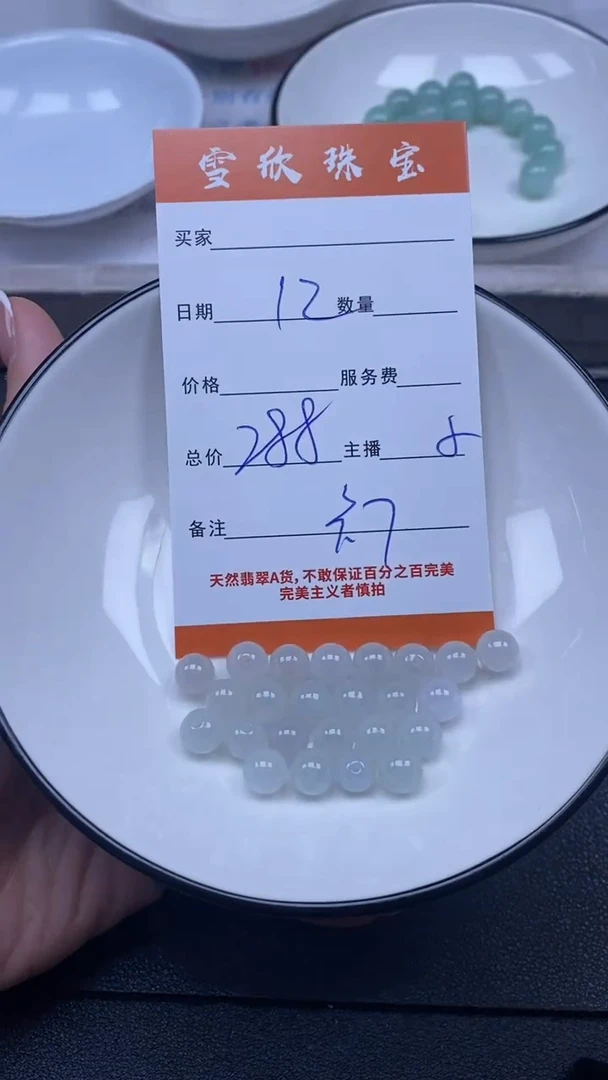 雪欣珠宝
买家
日期 12 数量
价格 服务费
总价 288 主播
备注
天然翡翠A货,不敢保证百分之百完美
完美主义者慎拍